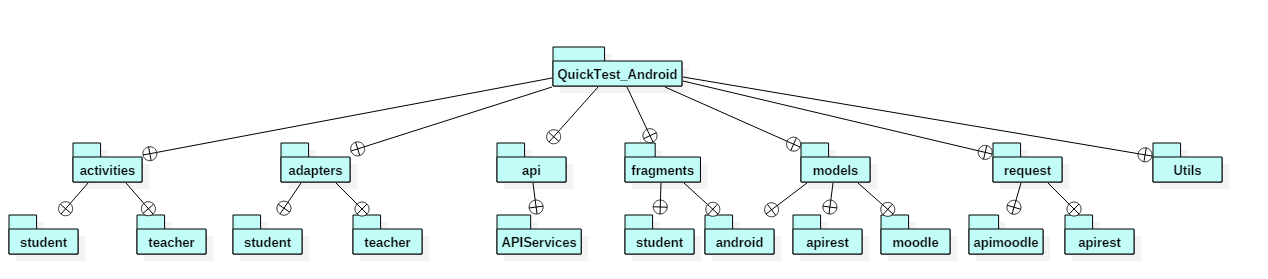 QuickTest_Android
activities
adapters
api
fragments
models
request
Utils
student
teacher
student
teacher
APIServices
student
android
apirest
moodle
apimoodle
apirest